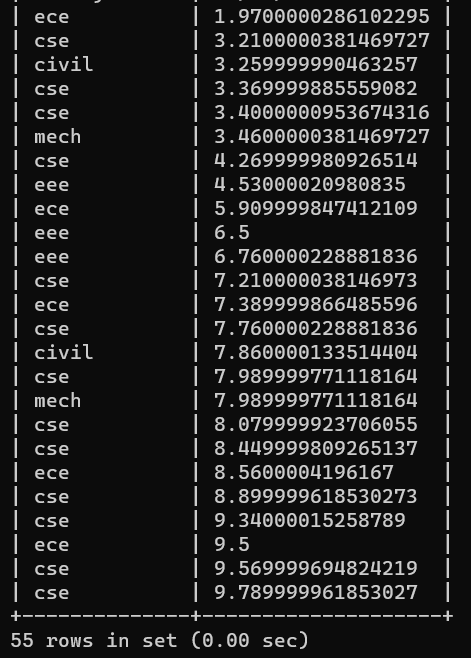 | ece | 1.9700000286102295 |
| cse | 3.2100000381469727 |
| civil | 3.259999990463257 |
| cse | 3.369999885559082 |
| cse | 3.4000000953674316 |
| mech | 3.4600000381469727 |
| cse | 4.269999980926514 |
| eee | 4.53000020980835 |
| ece | 5.909999847412109 |
| eee | 6.5 |
| eee | 6.760000228881836 |
| cse | 7.210000038146973 |
| ece | 7.389999866485596 |
| cse | 7.760000228881836 |
| civil | 7.860000133514404 |
| cse | 7.989999771118164 |
| mech | 7.989999771118164 |
| cse | 8.079999923706055 |
| cse | 8.449999809265137 |
| ece | 8.5600004196167 |
| cse | 8.899999618530273 |
| cse | 9.34000015258789 |
| ece | 9.5 |
| cse | 9.569999694824219 |
| cse | 9.789999961853027 |
+--------------+--------------------+
55 rows in set (0.00 sec)